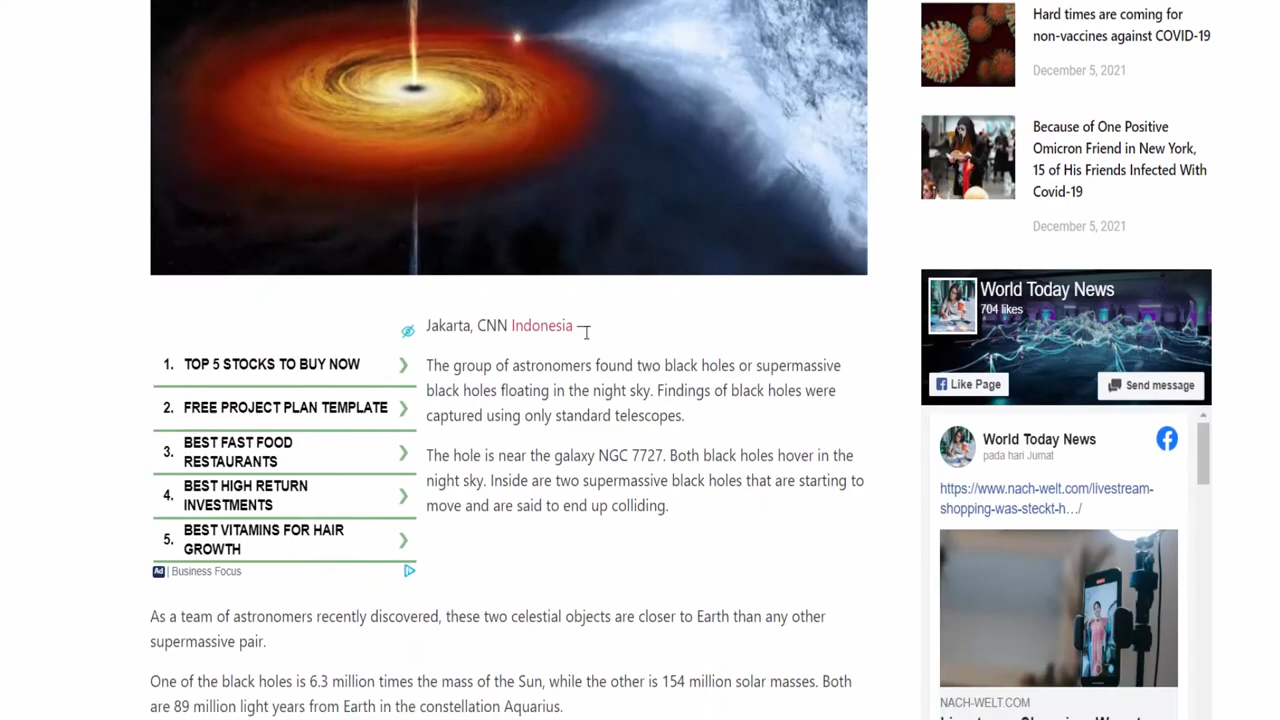 Jakarta, CNN Indonesia —
The group of astronomers found two black holes or supermassive
black holes floating in the night sky. Findings of black holes were
captured using only standard telescopes.
The hole is near the galaxy NGC 7727. Both black holes hover in the
night sky. Inside are two supermassive black holes that are starting to
move and are said to end up colliding.
1. TOP 5 STOCKS TO BUY NOW
2. FREE PROJECT PLAN TEMPLATE
3. BEST FAST FOOD
RESTAURANTS
4. BEST HIGH RETURN
INVESTMENTS
5. BEST VITAMINS FOR HAIR
GROWTH
Ad | Business Focus
As a team of astronomers recently discovered, these two celestial objects are closer to Earth than any other
supermassive pair.
One of the black holes is 6.3 million times the mass of the Sun, while the other is 154 million solar masses. Both
are 89 million light years from Earth in the constellation Aquarius.
Hard times are coming for
non-vaccines against COVID-19
December 5, 2021
Because of One Positive
Omicron Friend in New York,
15 of His Friends Infected With
Covid-19
December 5, 2021
World Today News
704 likes
Like Page
Send message
World Today News
pada hari Jumat
https://www.nach-welt.com/livestream-
shopping-was-steckt-h…/
NACH-WELT.COM